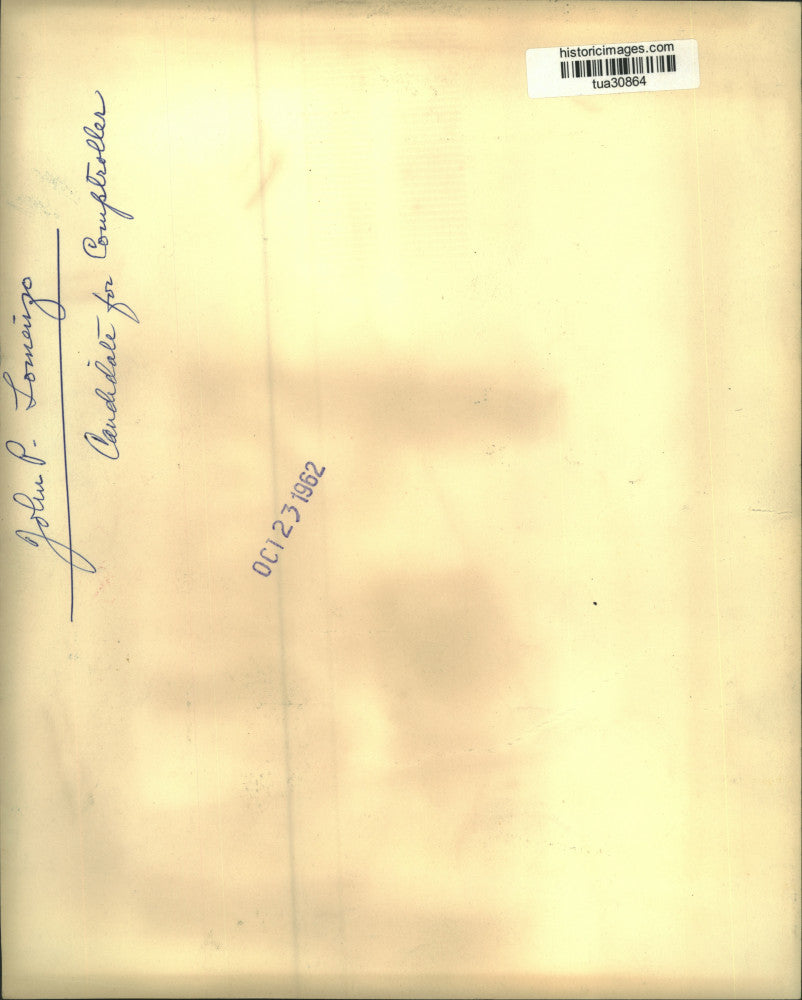 historicimages.com
tua30864
John P. Lomenzo
Candidate for Comptroller
OCT 23 1962